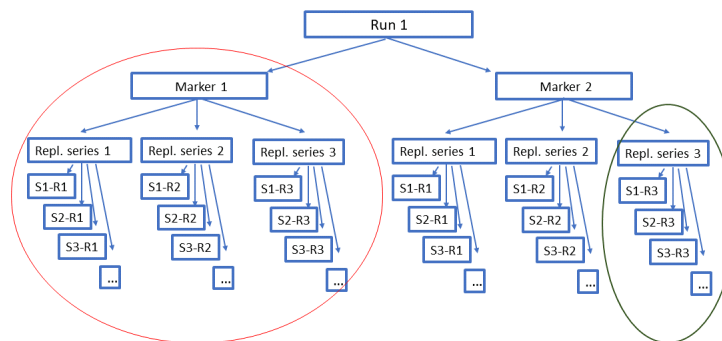 Run 1
Marker 1
Marker 2
Repl. series 1
Repl. series 2
Repl. series 3
Repl. series 1
Repl. series 2
Repl. series 3
S1-R1
S1-R2
S1-R3
S1-R1
S1-R2
S1-R3
S2-R1
S2-R2
S2-R3
S2-R1
S2-R2
S2-R3
S3-R1
S3-R2
S3-R3
S3-R1
S3-R2
S3-R3
...
...
...
...
...
...